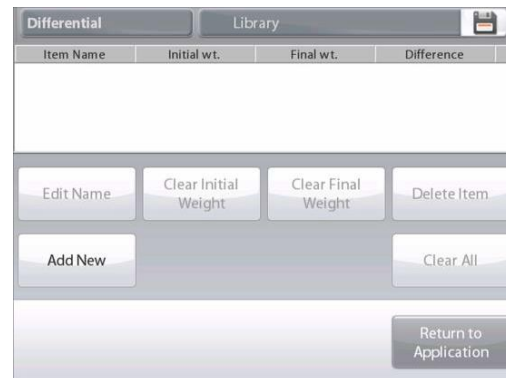 Differential Library
Item Name Initial wt. Final wt. Difference
Edit Name Clear Initial Weight Clear Final Weight Delete Item
Add New Clear All
Return to
Application